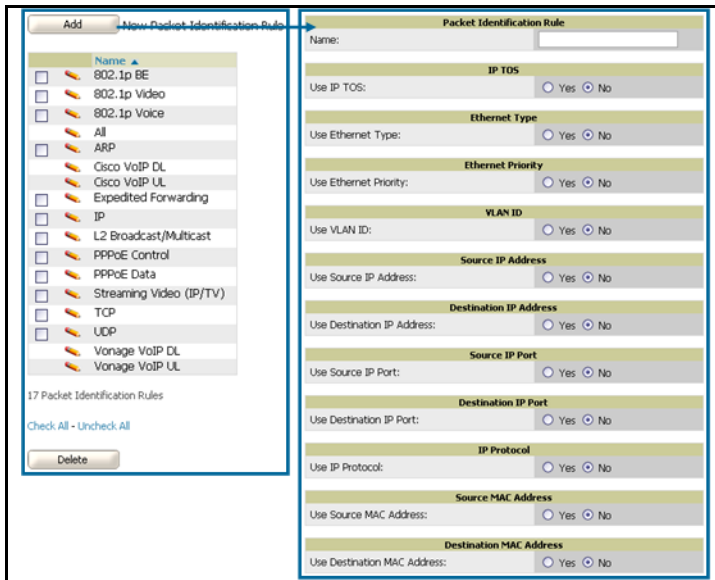 Add New Packet Identification Rule
Name ▲
802.1p BE
802.1p Video
802.1p Voice
All
ARP
Cisco VoIP DL
Cisco VoIP UL
Expedited Forwarding
IP
L2 Broadcast/Multicast
PPPoE Control
PPPoE Data
Streaming Video (IP/TV)
TCP
UDP
Vonage VoIP DL
Vonage VoIP UL
17 Packet Identification Rules
Check All - Uncheck All
Delete
Packet Identification Rule
Name:
IP TOS
Use IP TOS: Yes No
Ethernet Type
Use Ethernet Type: Yes No
Ethernet Priority
Use Ethernet Priority: Yes No
VLAN ID
Use VLAN ID: Yes No
Source IP Address
Use Source IP Address: Yes No
Destination IP Address
Use Destination IP Address: Yes No
Source IP Port
Use Source IP Port: Yes No
Destination IP Port
Use Destination IP Port: Yes No
IP Protocol
Use IP Protocol: Yes No
Source MAC Address
Use Source MAC Address: Yes No
Destination MAC Address
Use Destination MAC Address: Yes No